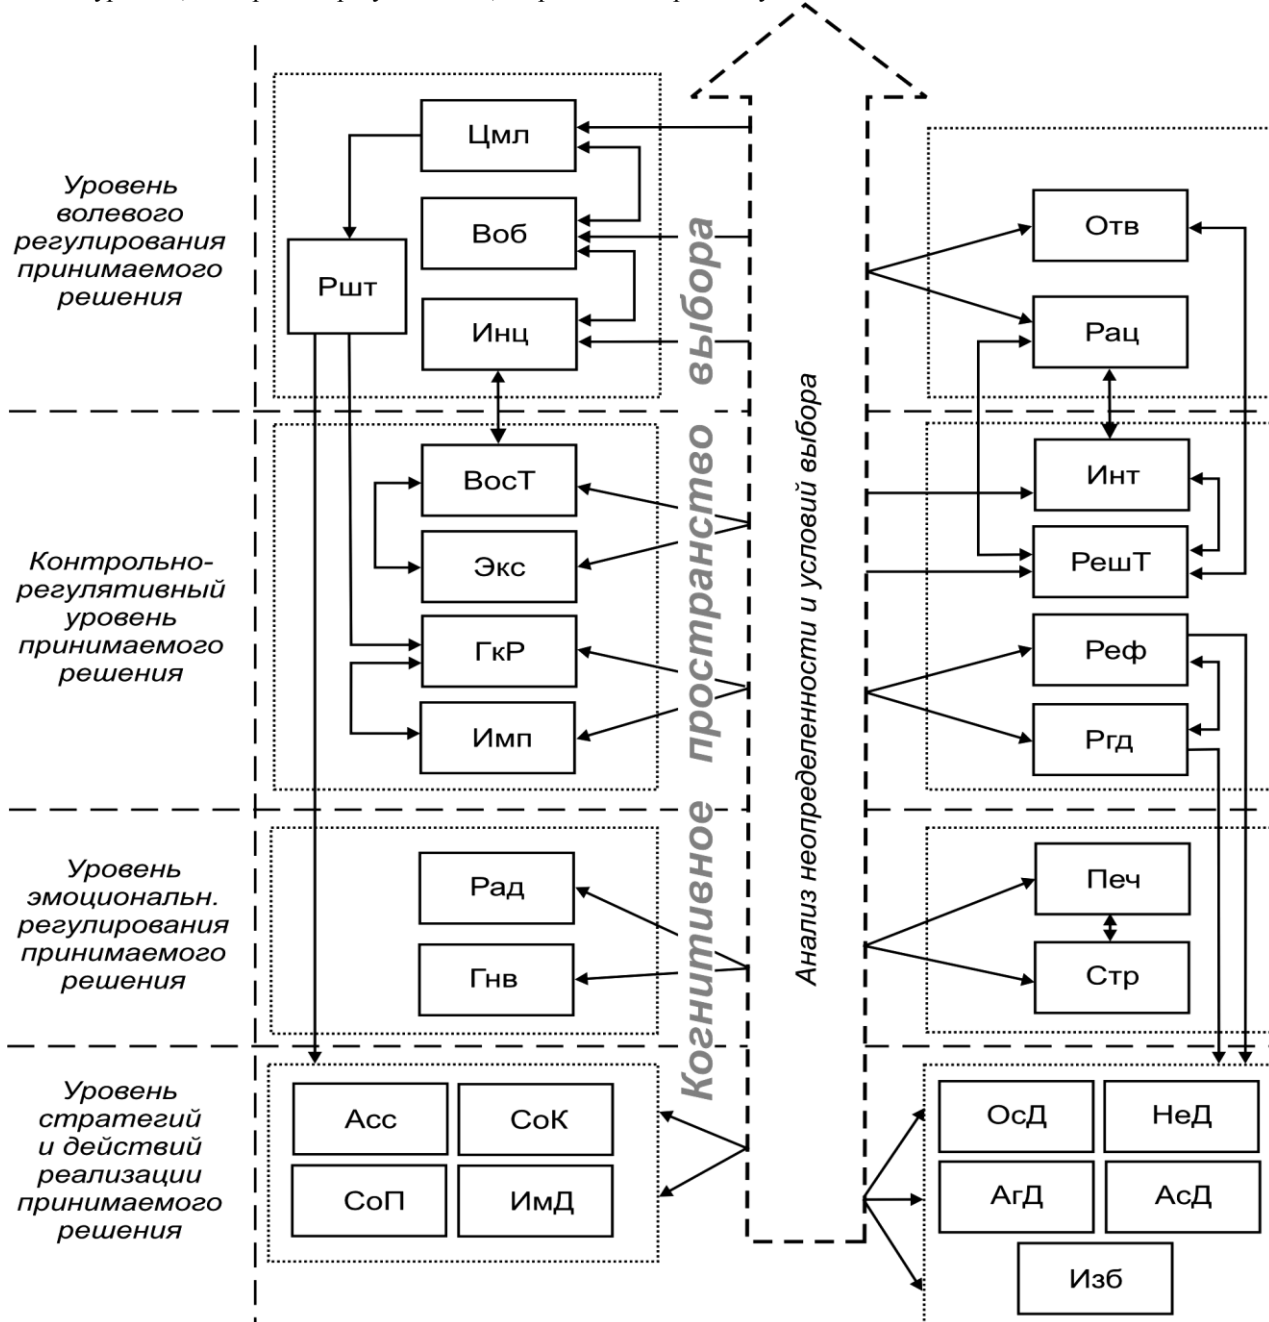 Уровень
волевого
регулирования
принимаемого
решения
Цмл
Воб
Ршт
Инц
Отв
Рац
Контрольно-
регулятивный
уровень
принимаемого
решения
ВосТ
Экс
ГкР
Имп
Инт
РешТ
Реф
Ргд
Когнитивное пространство выбора
Анализ неопределенности и условий выбора
Уровень
эмоциональн.
регулирования
принимаемого
решения
Рад
Гнв
Печ
Стр
Уровень
стратегий
и действий
реализации
принимаемого
решения
Асс СоК
СоП ИмД
ОсД НеД
АгД АсД
Изб